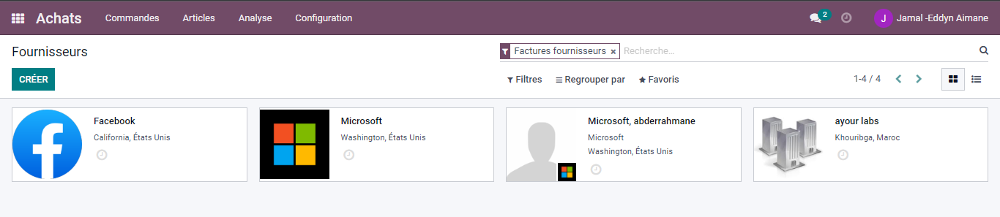 Achats
Commandes
Articles
Analyse
Configuration
2
J
Jamal -Eddyn Aimane
Fournisseurs
Factures fournisseurs
Recherche...
CRÉER
Filtres
Regrouper par
Favoris
1-4 / 4
Facebook
California, États Unis
Microsoft
Washington, États Unis
Microsoft, abderrahmane
Microsoft
Washington, États Unis
ayour labs
Khouribga, Maroc